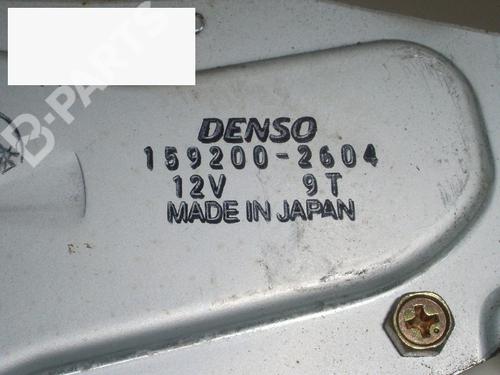 B-PARTS
DENSO
159200-2604
12V 9T
MADE IN JAPAN